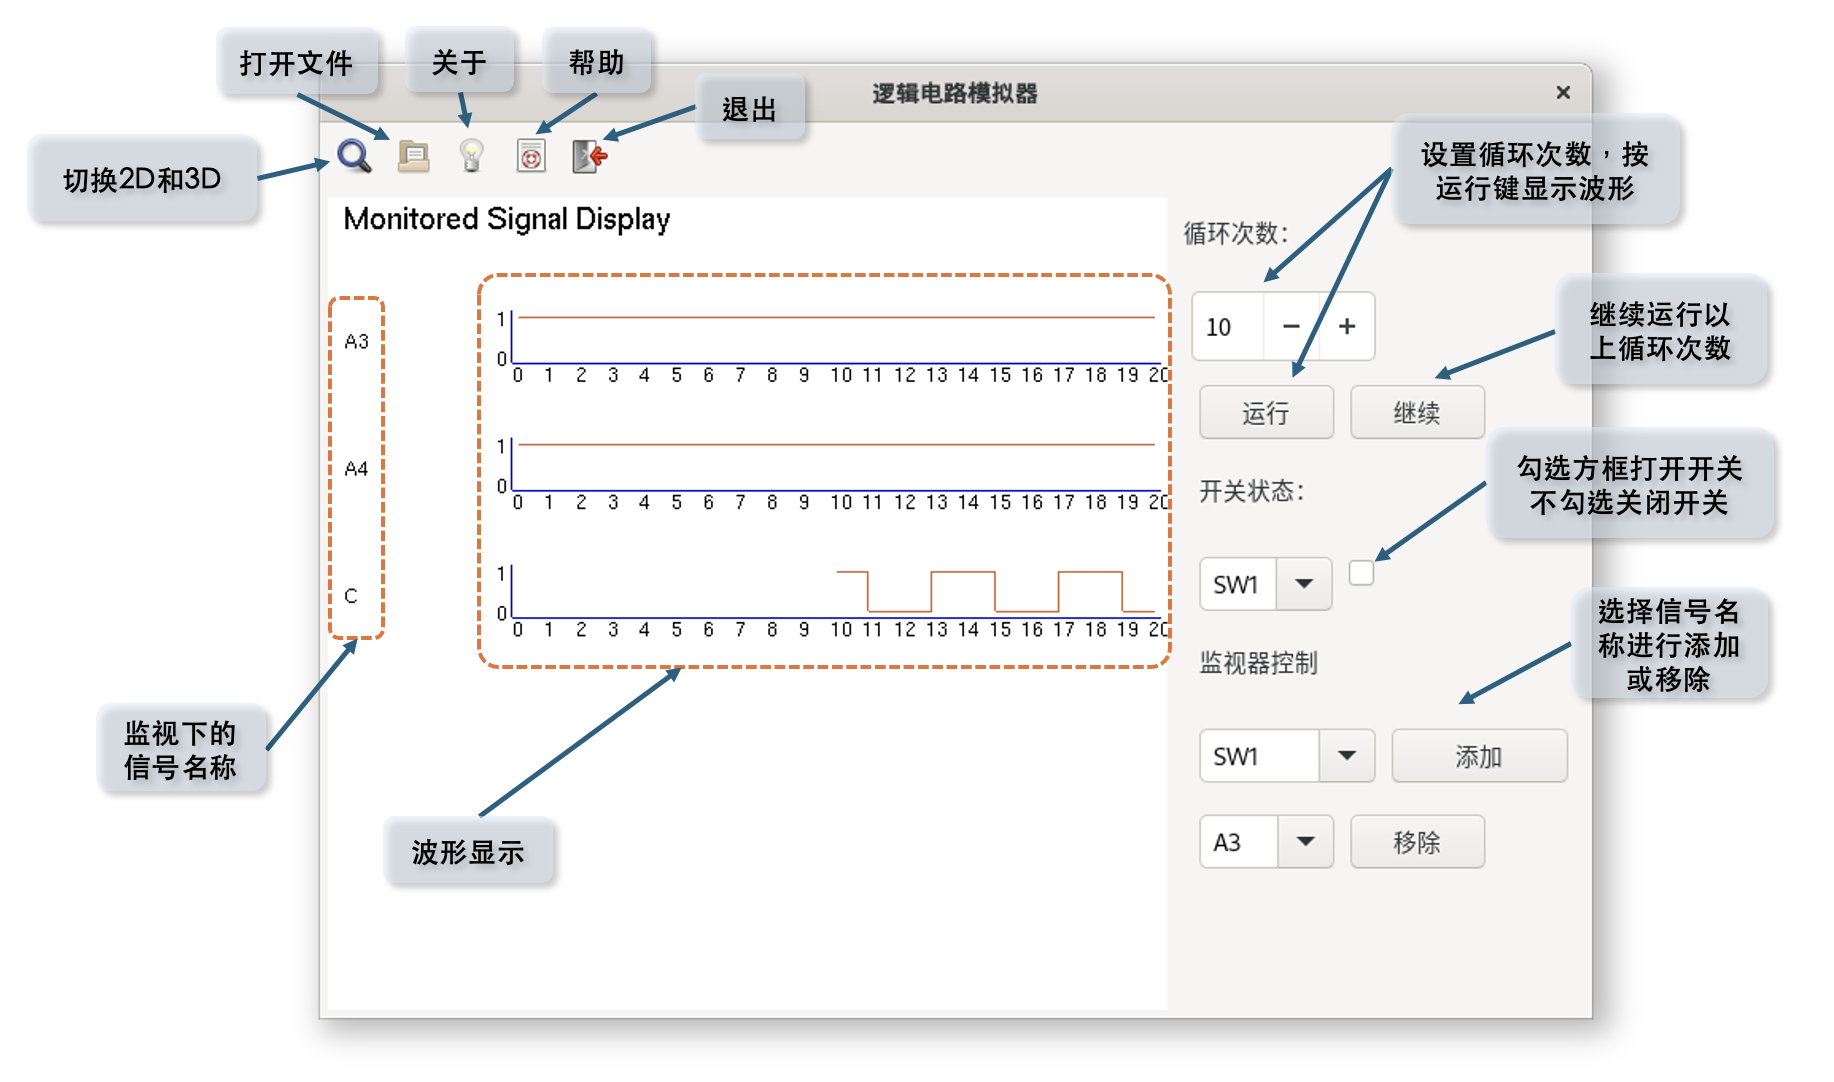 打开文件
关于
帮助
退出
逻辑电路模拟器
切换2D和3D
设置循环次数，按
运行键显示波形
Monitored Signal Display
循环次数：
10
继续运行以
上循环次数
运行
继续
A3
1
0
0 1 2 3 4 5 6 7 8 9 10 11 12 13 14 15 16 17 18 19 20
A4
1
0
0 1 2 3 4 5 6 7 8 9 10 11 12 13 14 15 16 17 18 19 20
C
1
0
0 1 2 3 4 5 6 7 8 9 10 11 12 13 14 15 16 17 18 19 20
勾选方框打开开关
不勾选关闭开关
开关状态：
SW1
选择信号名
称进行添加
或移除
监视器控制
SW1
添加
A3
移除
监视下的
信号名称
波形显示